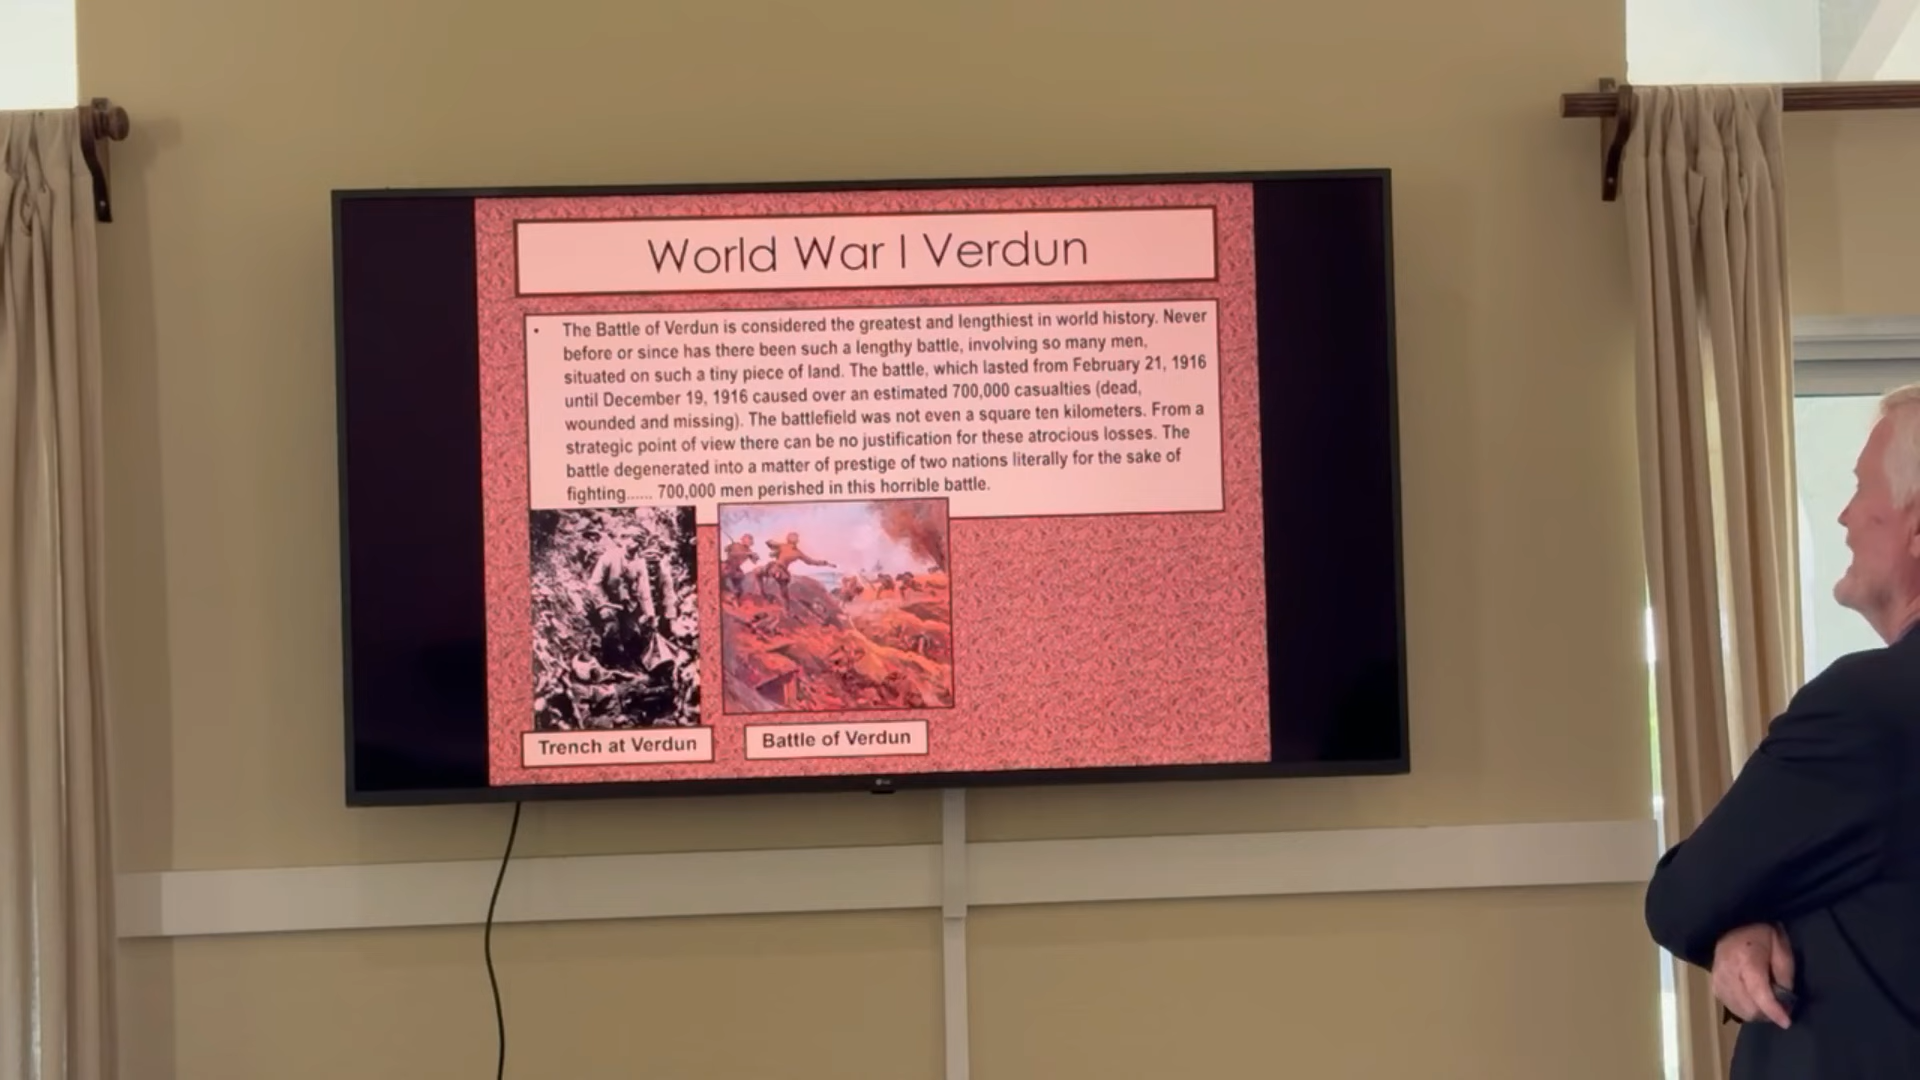 World War I Verdun
• The Battle of Verdun is considered the greatest and lengthiest in world history. Never
before or since has there been such a lengthy battle, involving so many men,
situated on such a tiny piece of land. The battle, which lasted from February 21, 1916
until December 19, 1916 caused over an estimated 700,000 casualties (dead,
wounded and missing). The battlefield was not even a square ten kilometers. From a
strategic point of view there can be no justification for these atrocious losses. The
battle degenerated into a matter of prestige of two nations literally for the sake of
fighting...... 700,000 men perished in this horrible battle.
Trench at Verdun
Battle of Verdun
LG